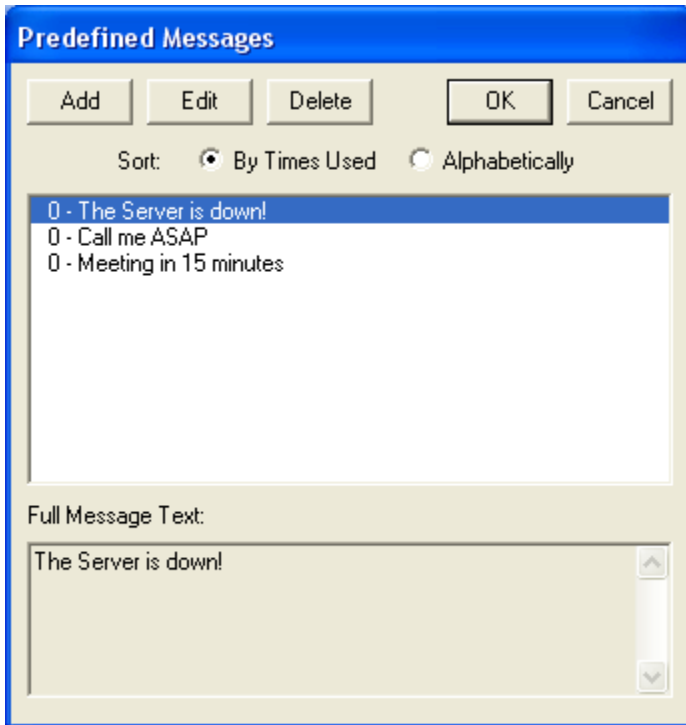 Predefined Messages
Add Edit Delete OK Cancel
Sort: By Times Used Alphabetically
0 - The Server is down!
0 - Call me ASAP
0 - Meeting in 15 minutes
Full Message Text:
The Server is down!